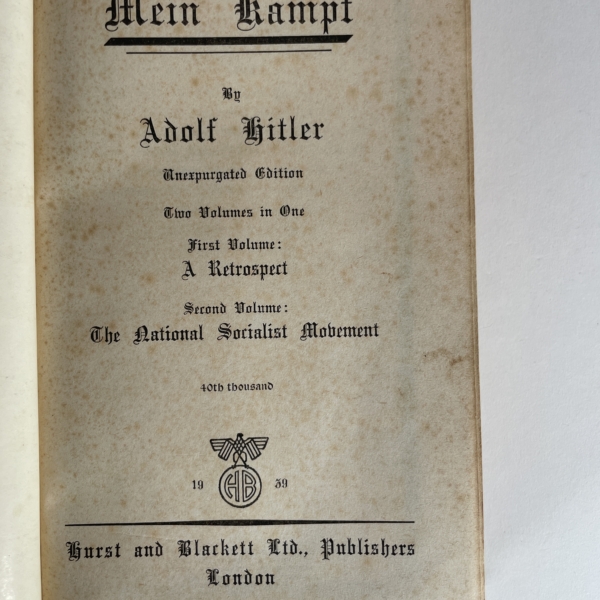 Mein Kampf
By
Adolf Hitler
Unexpurgated Edition
Two Volumes in One
First Volume:
A Retrospect
Second Volume:
The National Socialist Movement
40th thousand
HB
19 39
Hurst and Blackett Ltd., Publishers
London